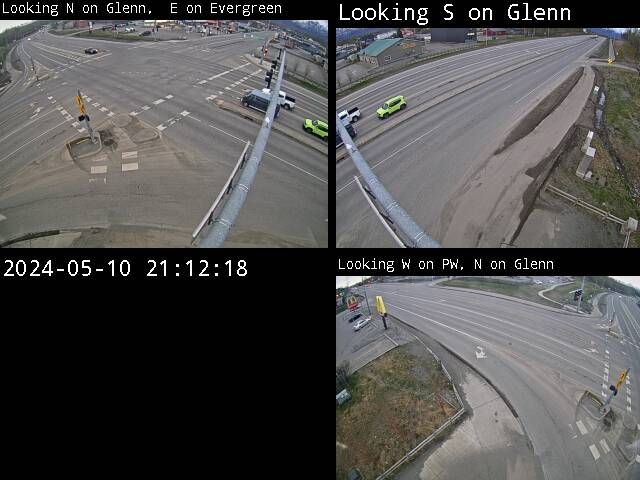 Looking N on Glenn, E on Evergreen
Looking S on Glenn
2024-05-10 21:12:18
Looking W on PW, N on Glenn